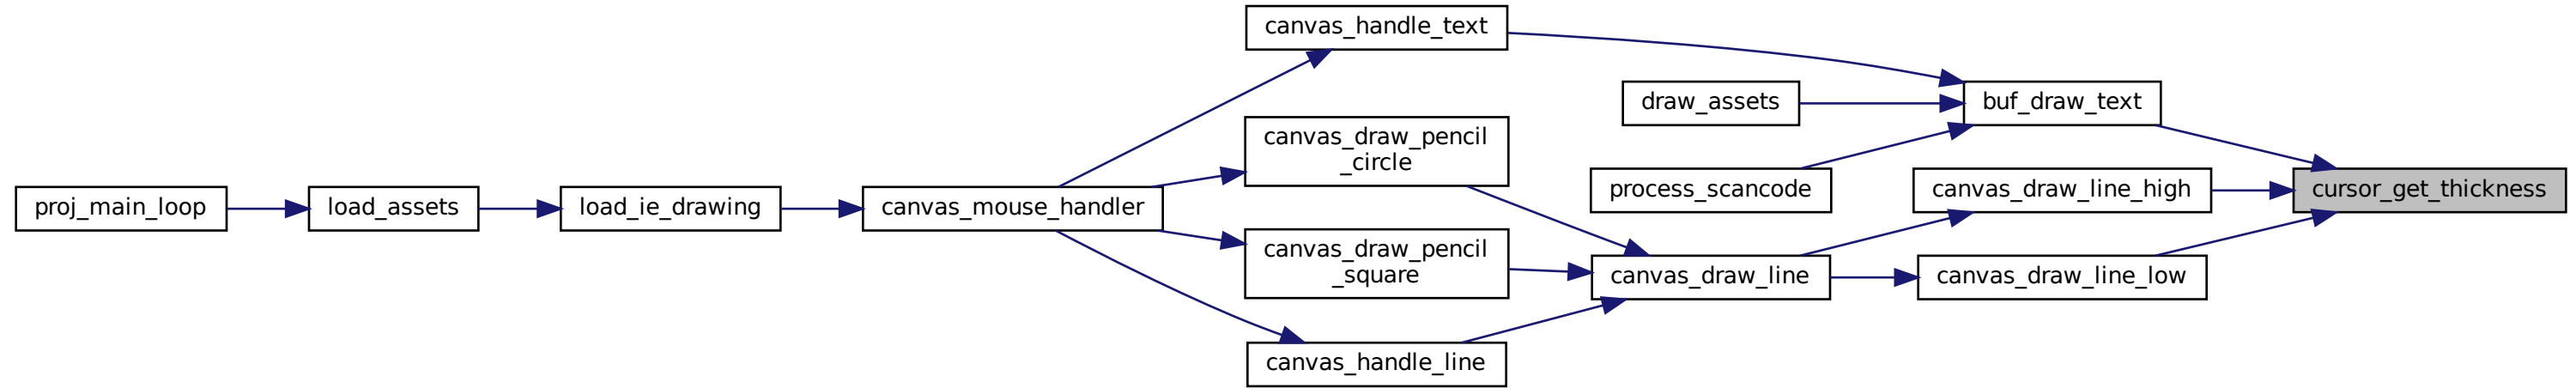 canvas_handle_text
draw_assets
buf_draw_text
canvas_draw_pencil
_circle
process_scancode
canvas_draw_line_high
cursor_get_thickness
proj_main_loop
load_assets
load_ie_drawing
canvas_mouse_handler
canvas_draw_pencil
_square
canvas_draw_line
canvas_draw_line_low
canvas_handle_line